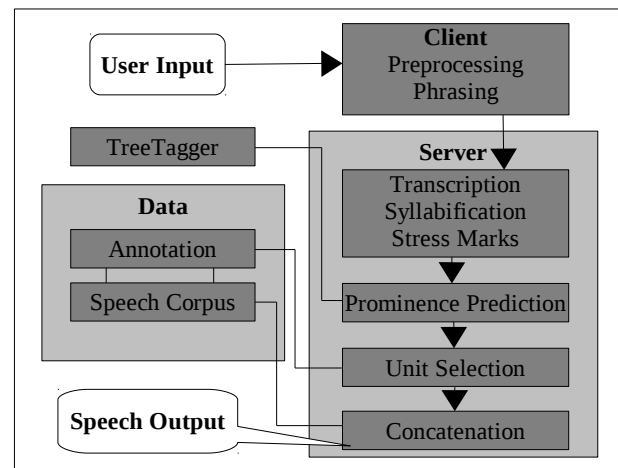 User Input
Client
Preprocessing
Phrasing
TreeTagger
Server
Transcription
Syllabification
Stress Marks
Data
Annotation
Speech Corpus
Prominence Prediction
Unit Selection
Speech Output
Concatenation